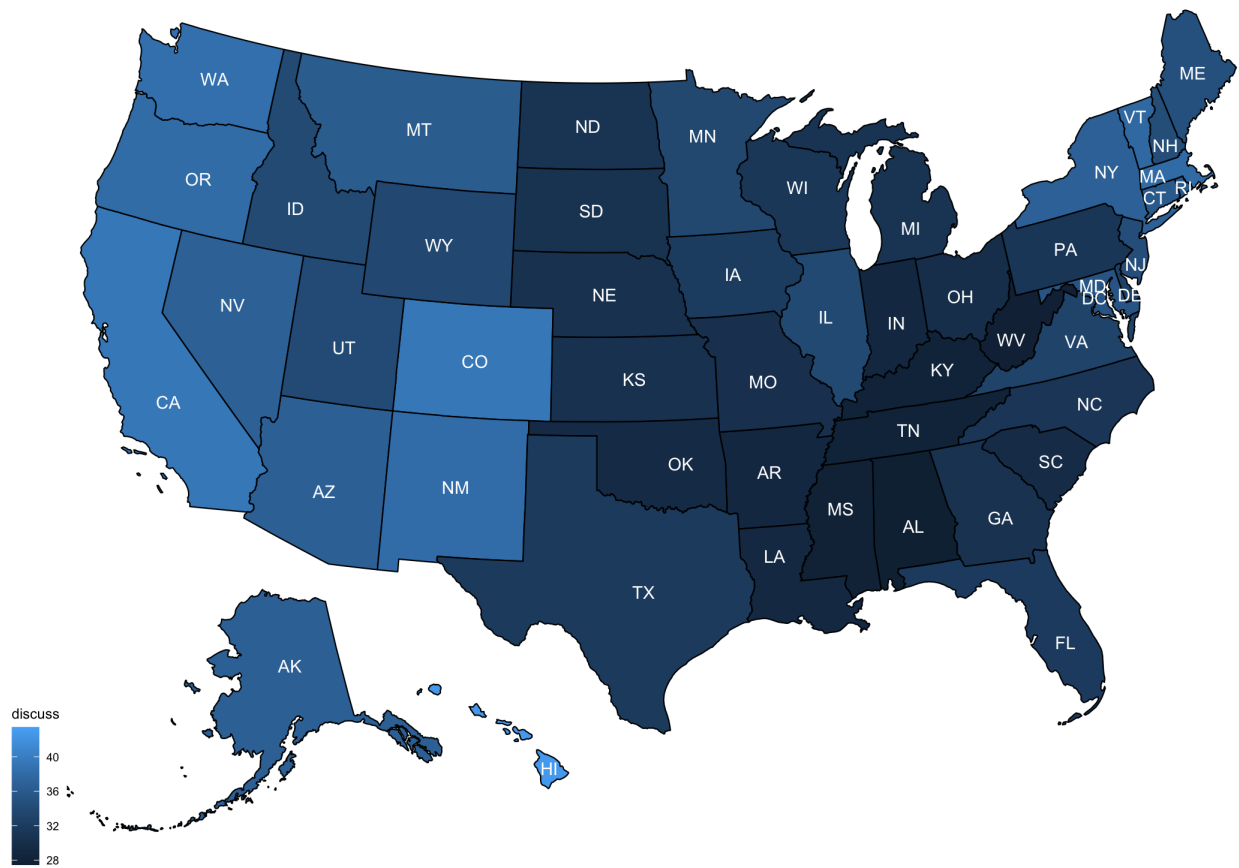 ME
WA
VT
ND
MT
MN
NH
NY
MA
OR
WI
RI
CT
ID
SD
MI
WY
PA
NJ
IA
MD
NE
DE
OH
DC
NV
IL
IN
WV
VA
UT
CO
KY
KS
MO
CA
NC
TN
SC
OK
AR
AZ
NM
MS
GA
AL
LA
TX
FL
AK
HI
discuss
40
36
32
28